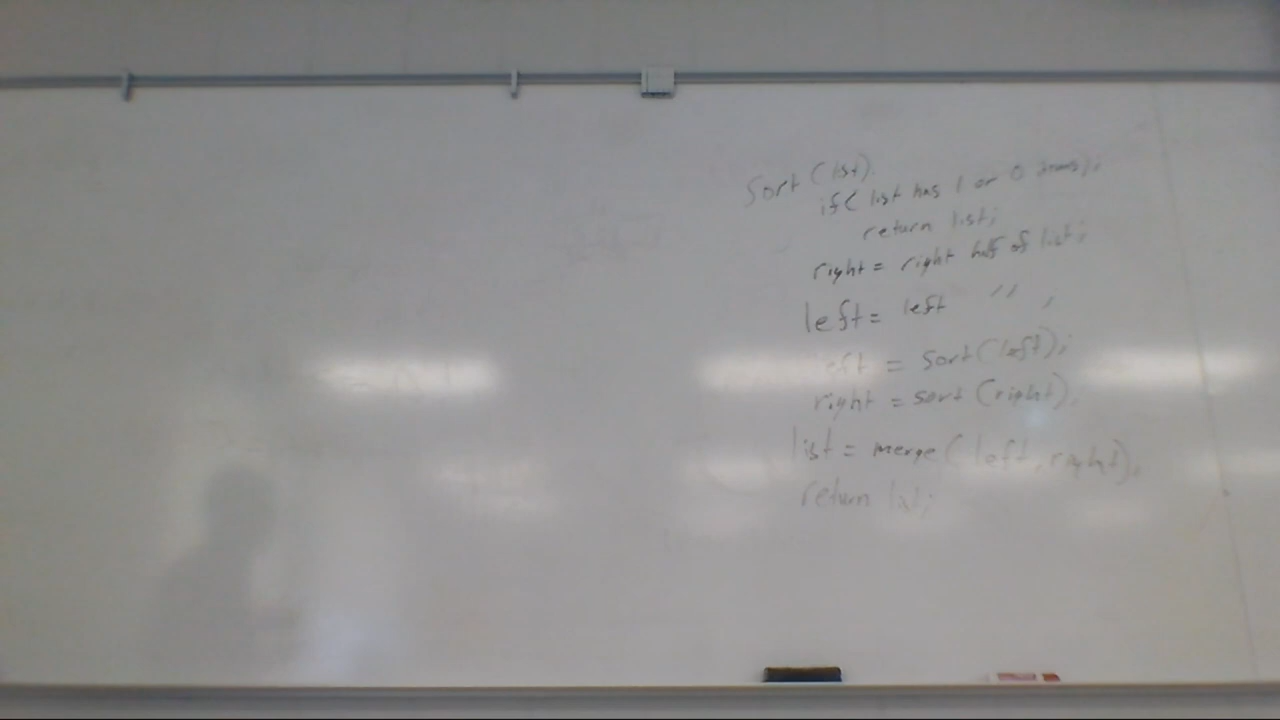 Sort (list)
if( list has 1 or 0 items);
return list;
right = right half of list;
left = left " ;
left = Sort(left);
right = sort (right);
list = merge( left, right);
return list;